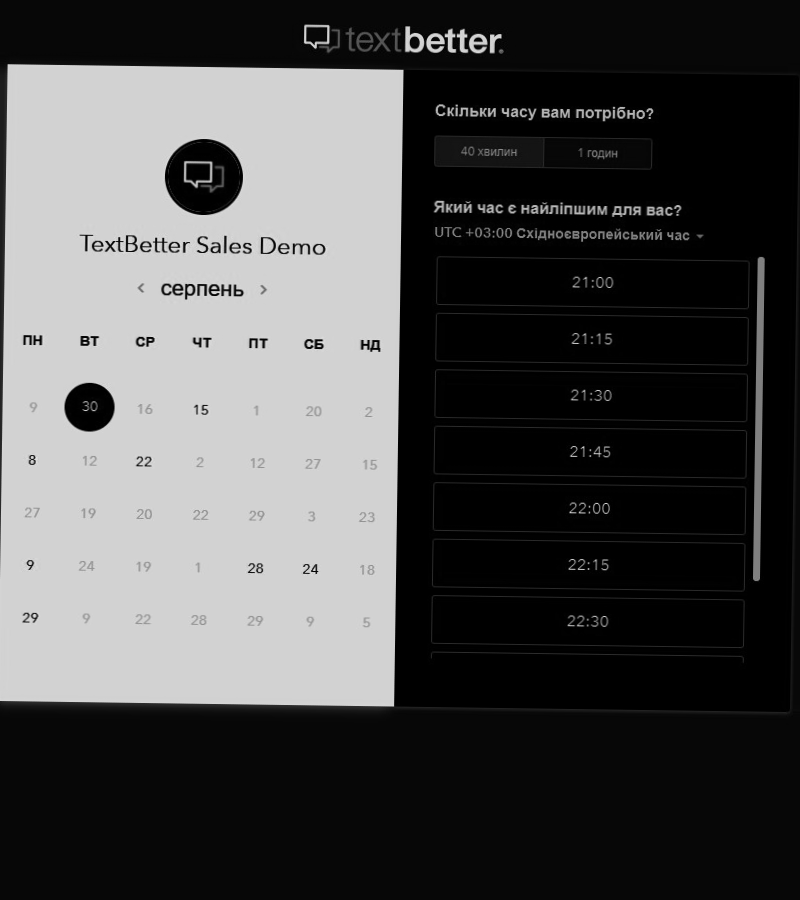 textbetter.
TextBetter Sales Demo
серпень
ПН ВТ СР ЧТ ПТ СБ НД
9 30 16 15 1 20 2
8 12 22 2 12 27 15
27 19 20 22 29 3 23
9 24 19 1 28 24 18
29 9 22 28 29 9 5
Скільки часу вам потрібно?
40 хвилин 1 годин
Який час є найліпшим для вас?
UTC +03:00 Східноєвропейський час
21:00
21:15
21:30
21:45
22:00
22:15
22:30